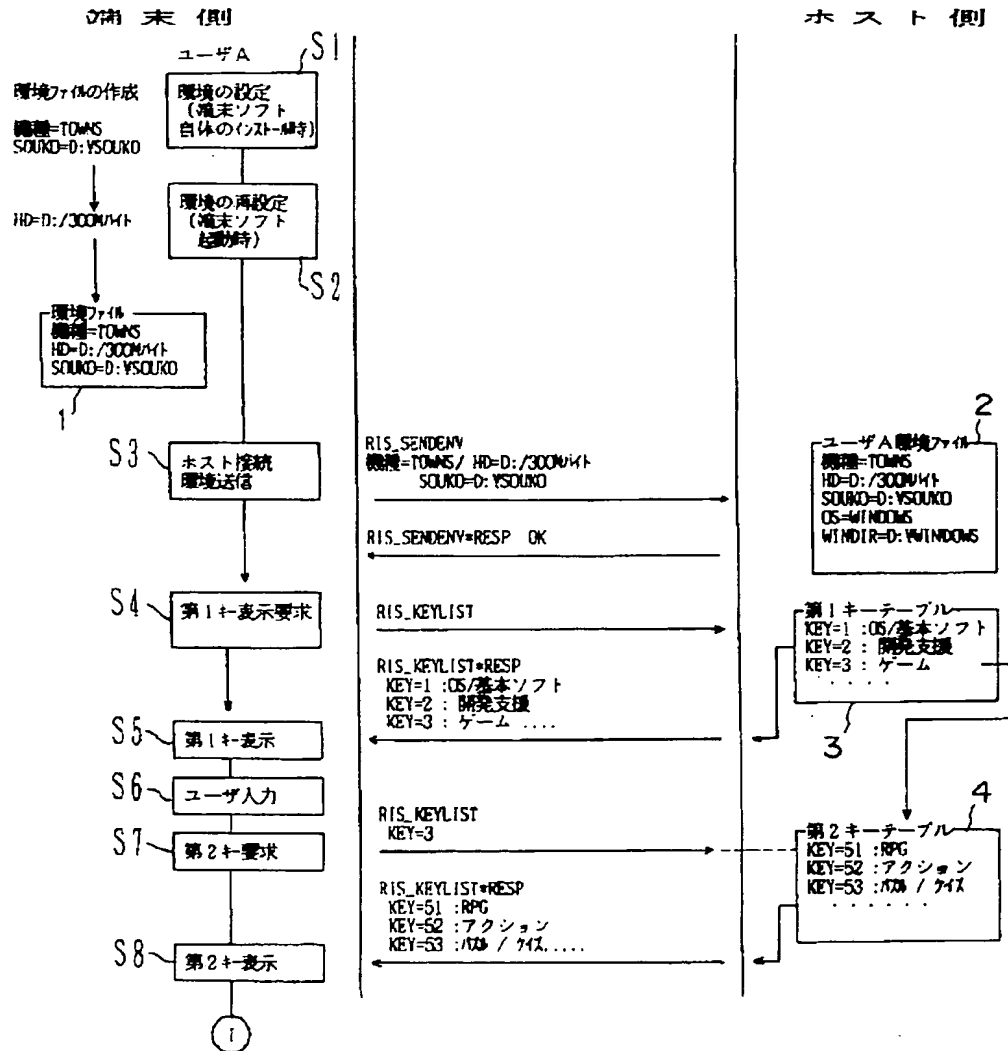 端末側
ホスト側
ユーザA
S1
環境ファイルの作成
機種=TOWNS
SOUKO=D:¥SOUKO
環境の設定
(端末ソフト
自体のインストール時)
HD=D:/300Mバイト
環境の再設定
(端末ソフト
起動時)
S2
環境ファイル
機種=TOWNS
HD=D:/300Mバイト
SOUKO=D:¥SOUKO
1
S3
ホスト接続
環境送信
RIS_SENDENV
機種=TOWNS/ HD=D:/300Mバイト
SOUKO=D:¥SOUKO
RIS_SENDENV*RESP OK
2
ユーザA環境ファイル
機種=TOWNS
HD=D:/300Mバイト
SOUKO=D:¥SOUKO
OS=WINDOWS
WINDIR=D:¥WINDOWS
S4
第1キー表示要求
RIS_KEYLIST
第1キーテーブル
KEY=1 :OS/基本ソフト
KEY=2 : 開発支援
KEY=3 : ゲーム
.....
3
RIS_KEYLIST*RESP
KEY=1 :OS/基本ソフト
KEY=2 : 開発支援
KEY=3 : ゲーム ....
S5
第1キー表示
S6
ユーザ入力
S7
第2キー要求
RIS_KEYLIST
KEY=3
4
第2キーテーブル
KEY=51 :RPG
KEY=52 :アクション
KEY=53 :パズル / クイズ
......
RIS_KEYLIST*RESP
KEY=51 :RPG
KEY=52 :アクション
KEY=53 :パズル / クイズ.....
S8
第2キー表示